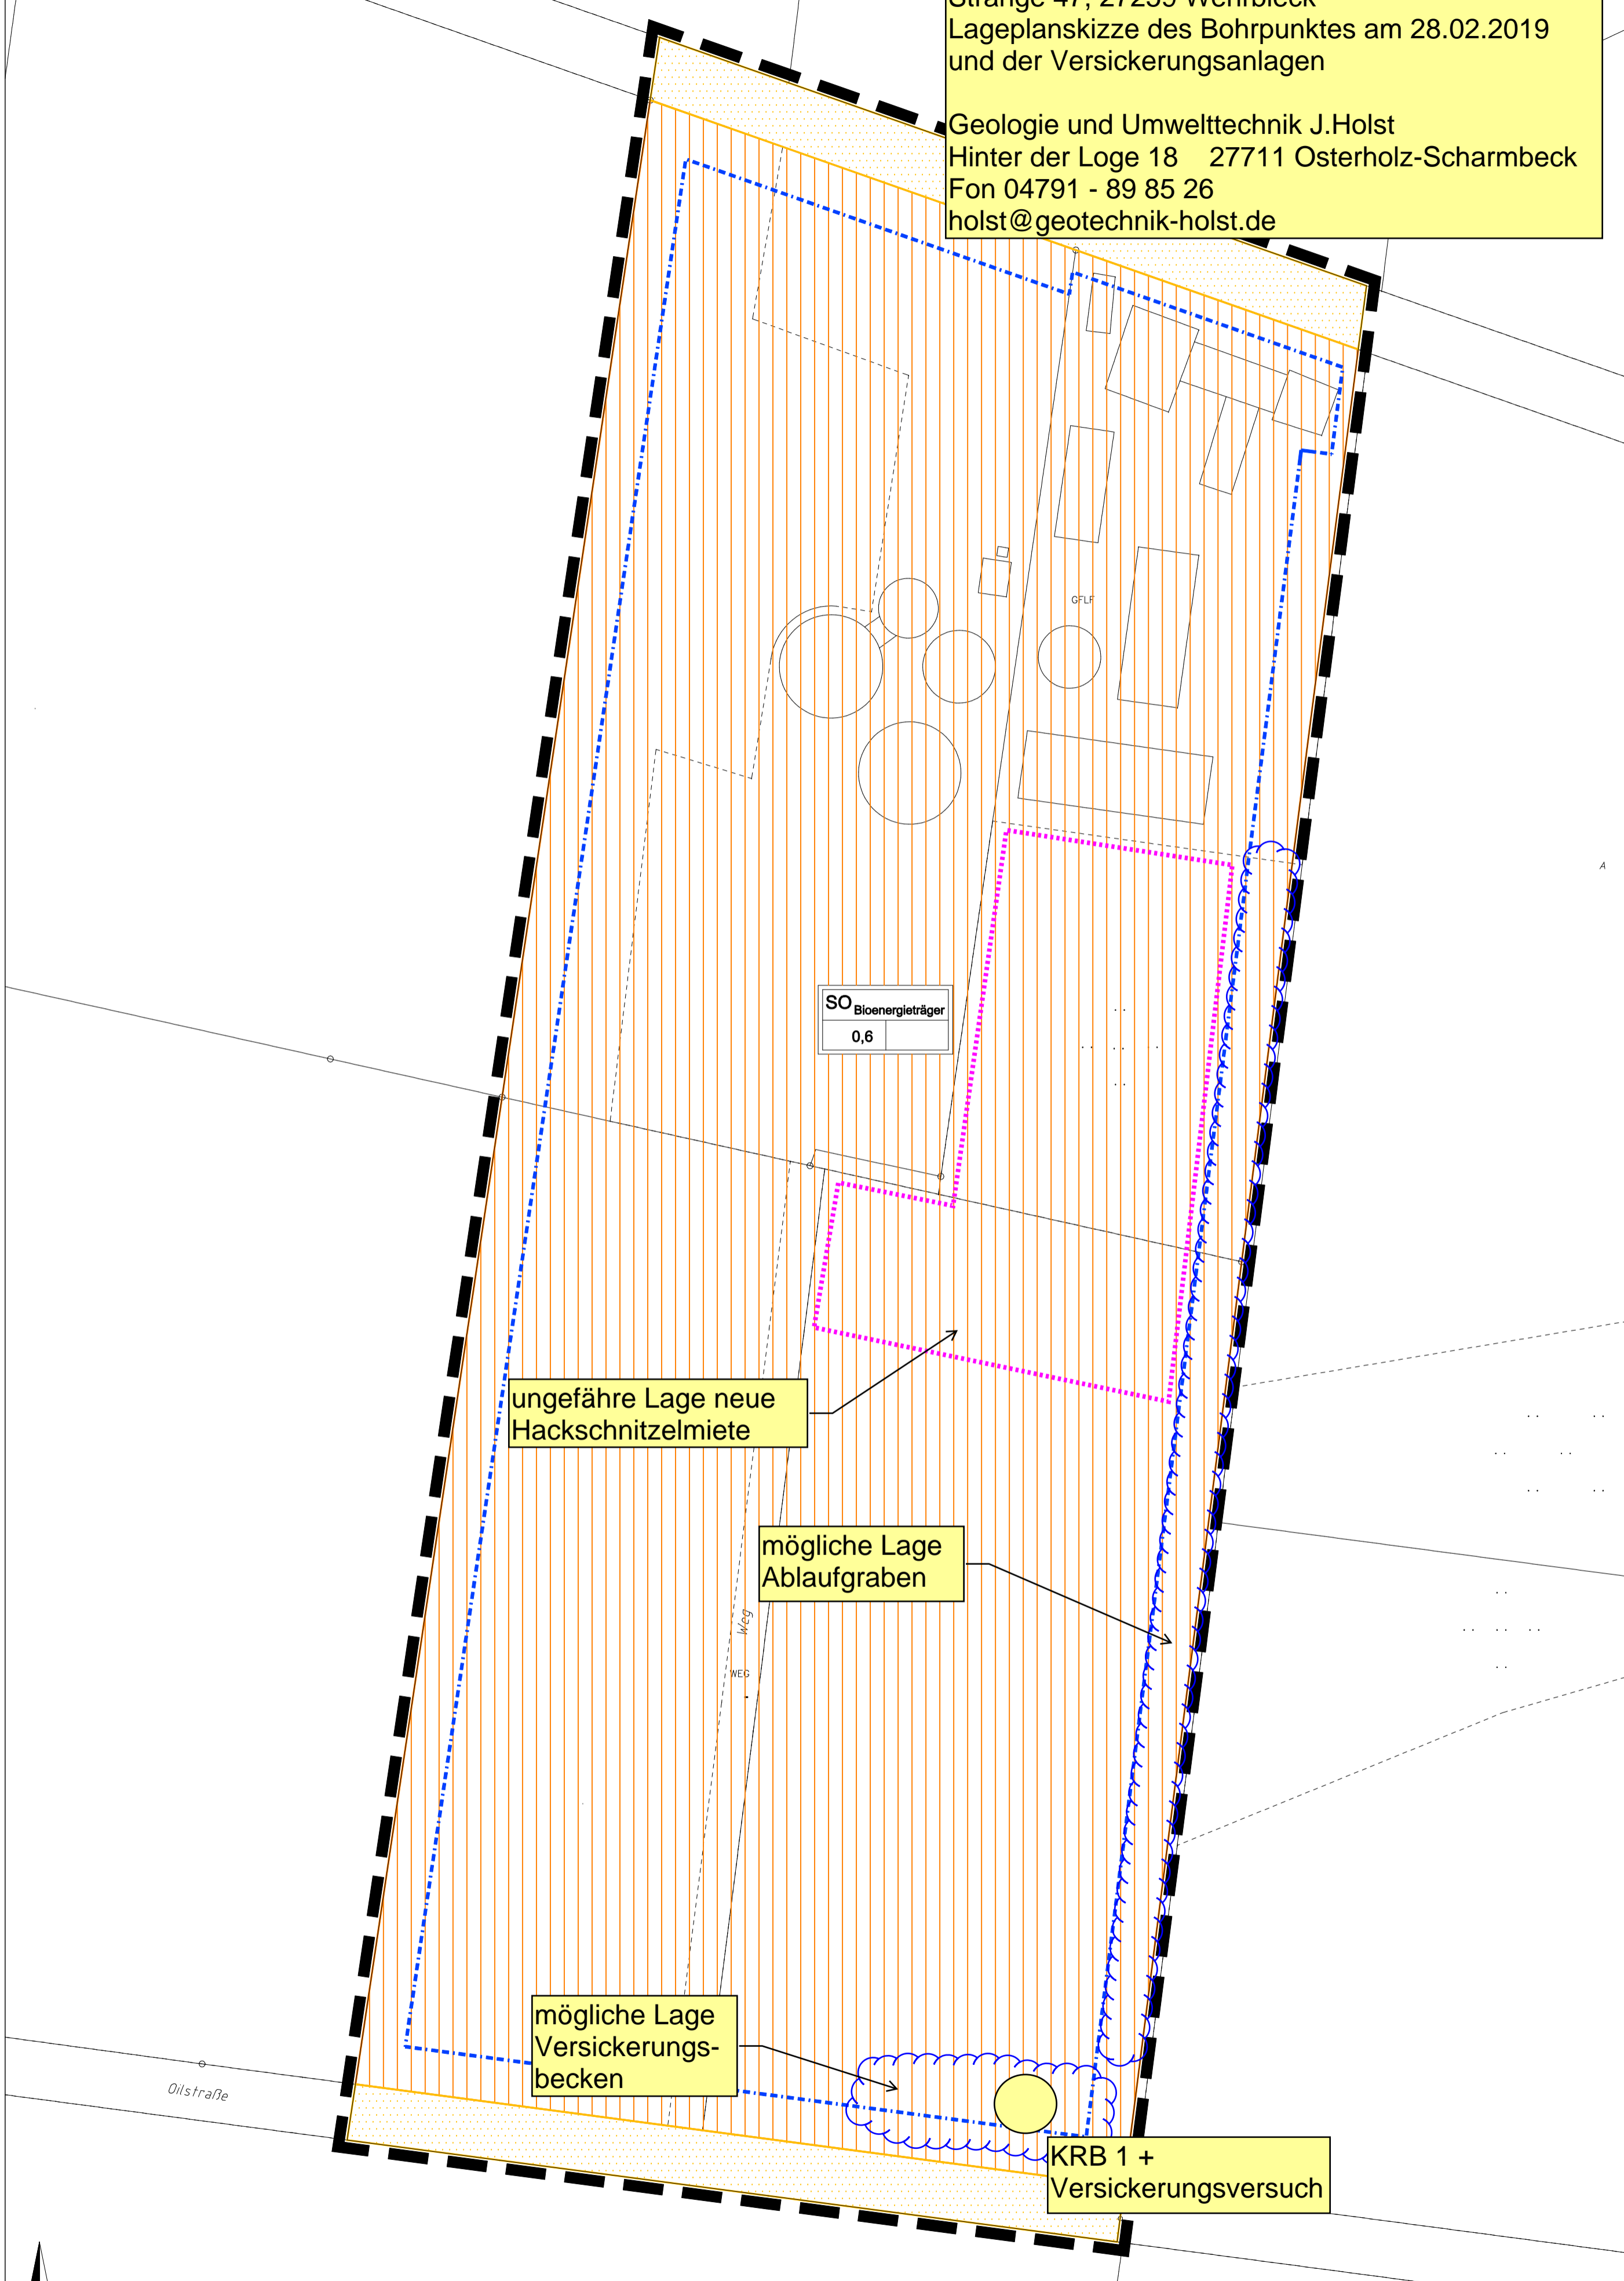 Lageplanskizze des Bohrpunktes am 28.02.2019
und der Versickerungsanlagen
Geologie und Umwelttechnik J.Holst
Hinter der Loge 18 27711 Osterholz-Scharmbeck
Fon 04791 - 89 85 26
holst@geotechnik-holst.de
GFLF
A
SO Bioenergieträger
0,6
ungefähre Lage neue
Hackschnitzelmiete
mögliche Lage
Ablaufgraben
Weg
WEG
mögliche Lage
Versickerungs-
becken
Oilstraße
KRB 1 +
Versickerungsversuch